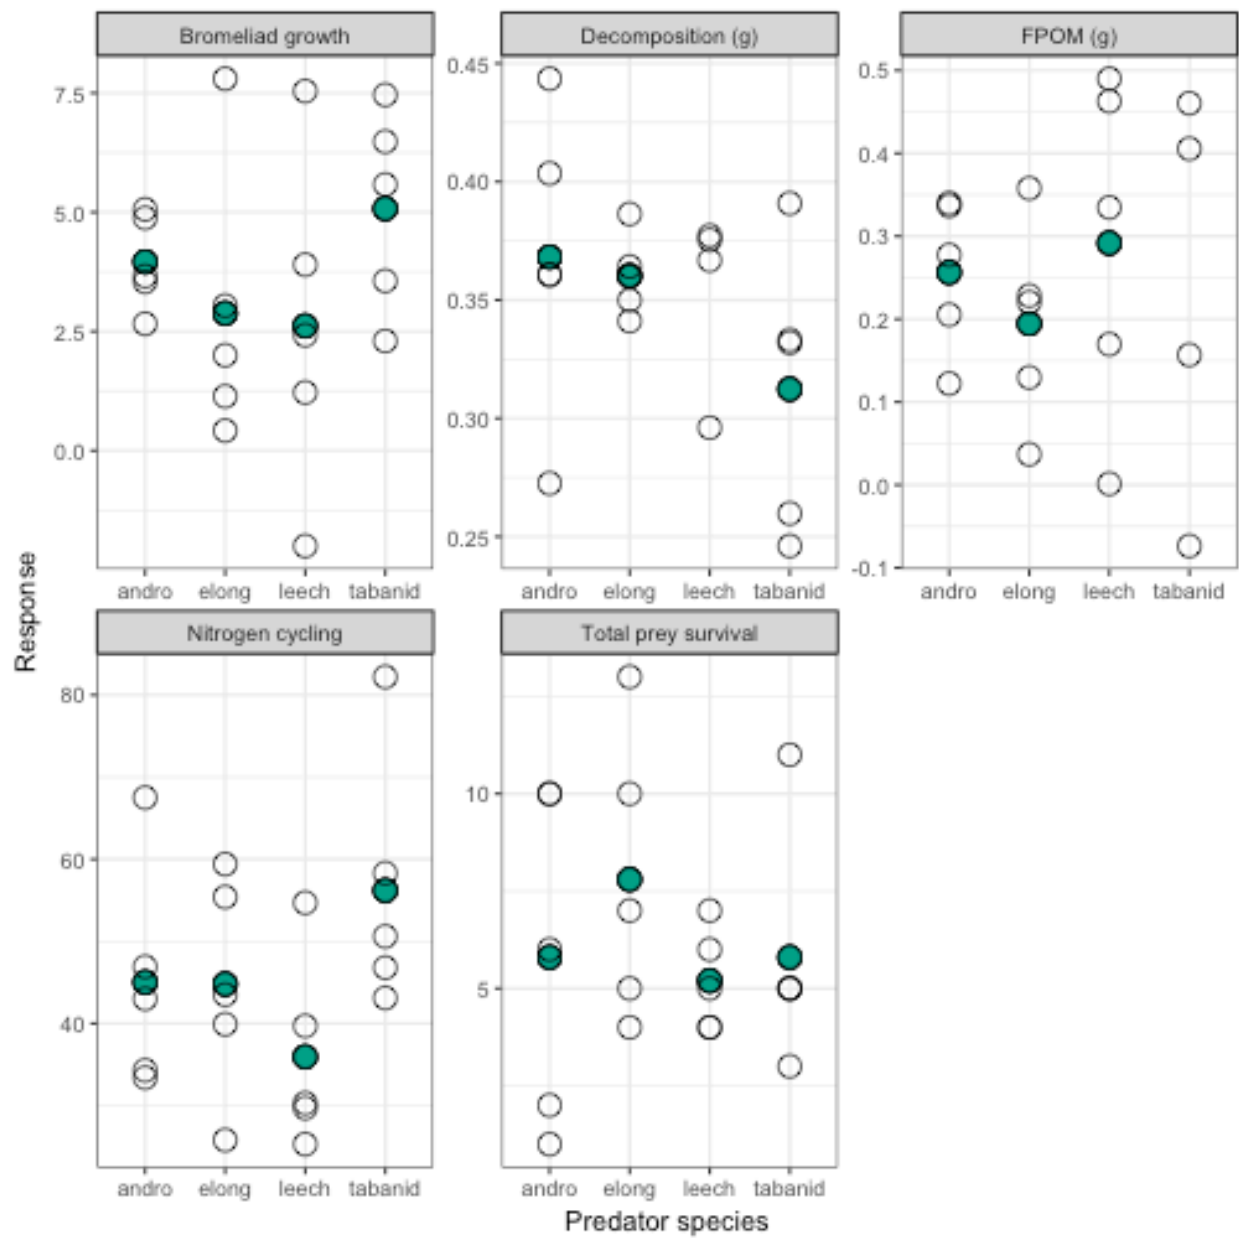 Bromeliad growth
Decomposition (g)
FPOM (g)
7.5
5.0
2.5
0.0
0.45
0.40
0.35
0.30
0.25
0.5
0.4
0.3
0.2
0.1
0.0
-0.1
andro elong leech tabanid
andro elong leech tabanid
andro elong leech tabanid
Response
Nitrogen cycling
Total prey survival
80
60
40
10
5
andro elong leech tabanid
andro elong leech tabanid
Predator species